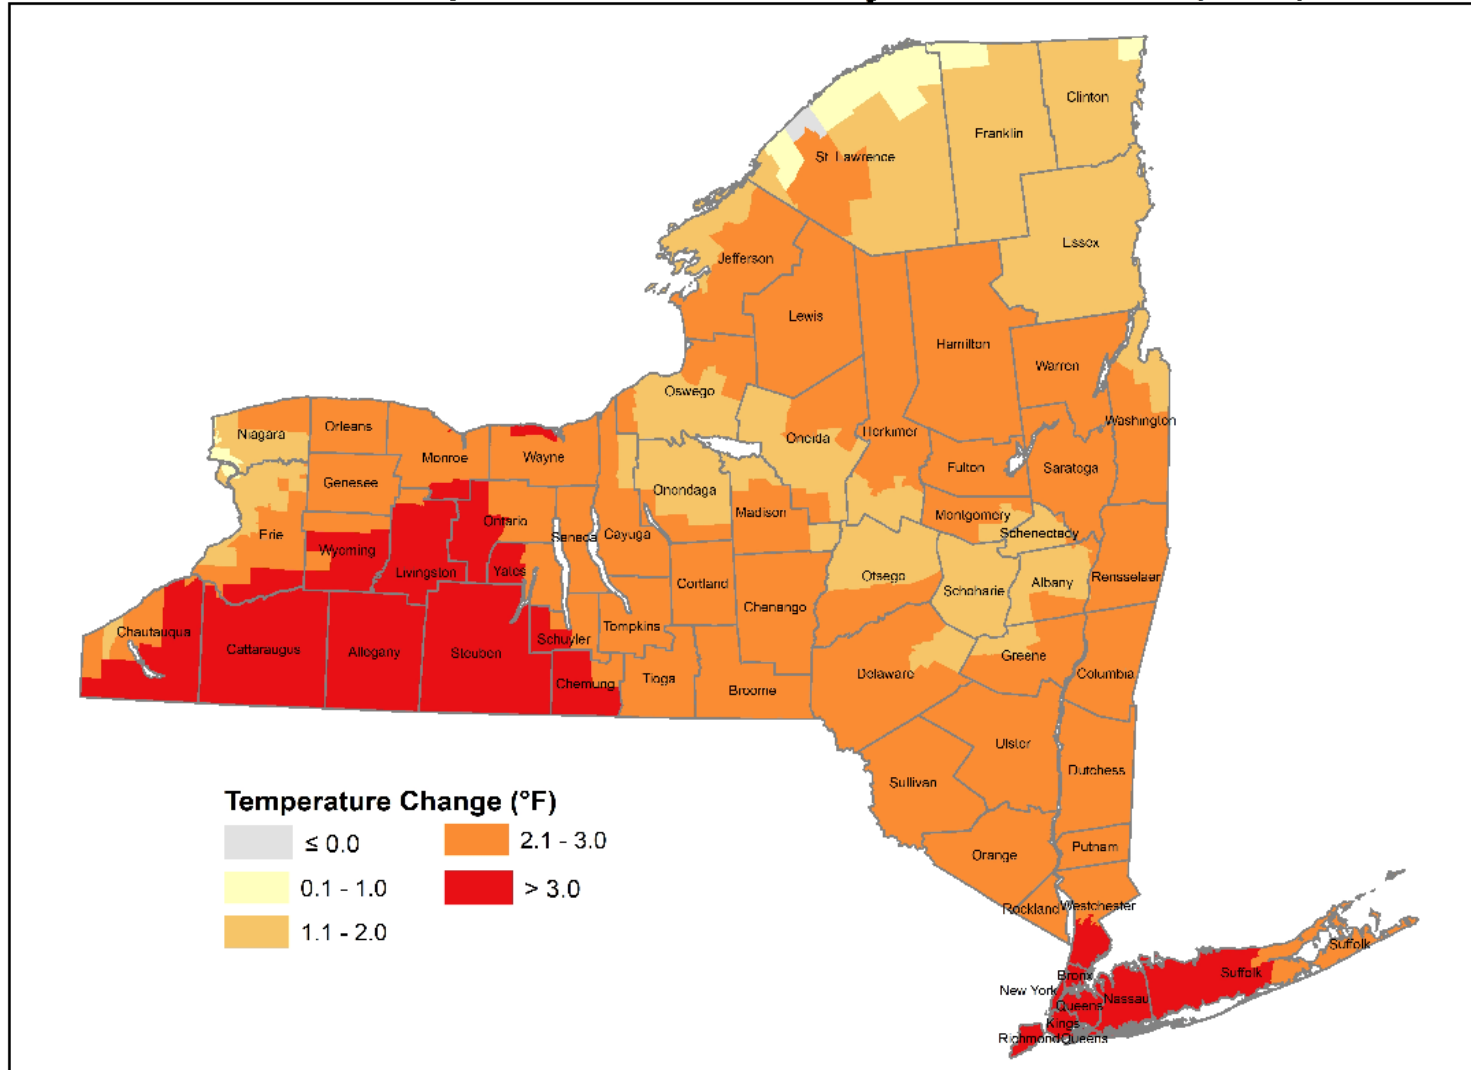 Clinton
Franklin
St. Lawrence
Essex
Jefferson
Lewis
Hamilton
Warren
Oswego
Washington
Niagara
Orleans
Oneida
Herkimer
Monroe
Wayne
Fulton
Saratoga
Genesee
Onondaga
Madison
Montgomery
Ontario
Schenectady
Erie
Seneca
Cayuga
Wyoming
Livingston
Yates
Otsego
Albany
Rensselaer
Cortland
Schoharie
Chenango
Chautauqua
Tompkins
Schuyler
Cattaraugus
Allegany
Steuben
Greene
Delaware
Columbia
Chemung
Tioga
Broome
Ulster
Dutchess
Sullivan
Temperature Change (°F)
≤ 0.0
2.1 - 3.0
0.1 - 1.0
> 3.0
1.1 - 2.0
Putnam
Orange
Rockland
Westchester
Suffolk
Suffolk
Bronx
New York
Nassau
Queens
Kings
Richmond
Queens